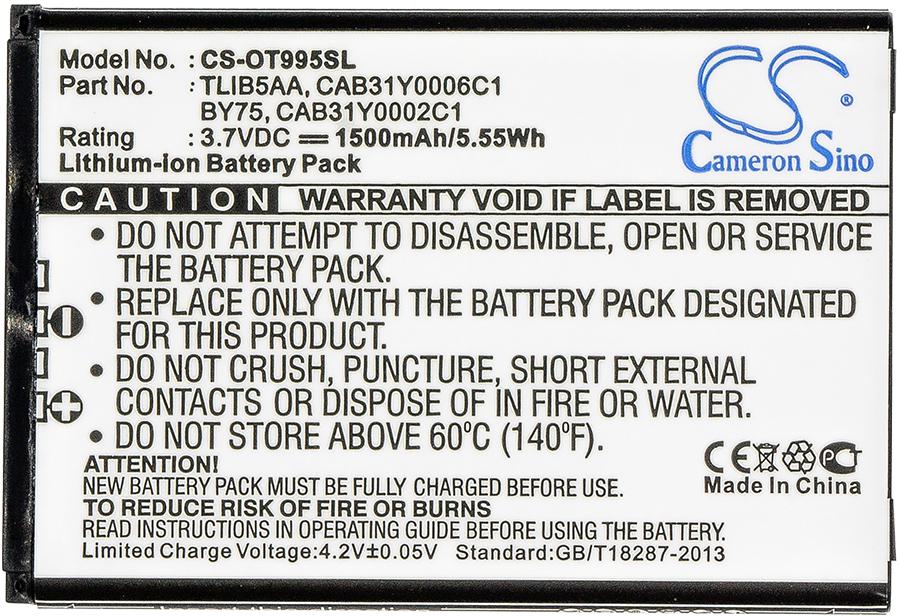 Model No. : CS-OT995SL
Part No. : TLIB5AA, CAB31Y0006C1
BY75, CAB31Y0002C1
Rating : 3.7VDC ⎓ 1500mAh/5.55Wh
Lithium-ion Battery Pack
CS ®
Cameron Sino
CAUTION WARRANTY VOID IF LABEL IS REMOVED
• DO NOT ATTEMPT TO DISASSEMBLE, OPEN OR SERVICE
THE BATTERY PACK.
• REPLACE ONLY WITH THE BATTERY PACK DESIGNATED
FOR THIS PRODUCT.
• DO NOT CRUSH, PUNCTURE, SHORT EXTERNAL
CONTACTS OR DISPOSE OF IN FIRE OR WATER.
• DO NOT STORE ABOVE 60ºC (140ºF).
− 
+
ATTENTION!
NEW BATTERY PACK MUST BE FULLY CHARGED BEFORE USE.
TO REDUCE RISK OF FIRE OR BURNS
READ INSTRUCTIONS IN OPERATING GUIDE BEFORE USING THE BATTERY.
Limited Charge Voltage:4.2V±0.05V Standard:GB/T18287-2013
CE PCT
Made In China